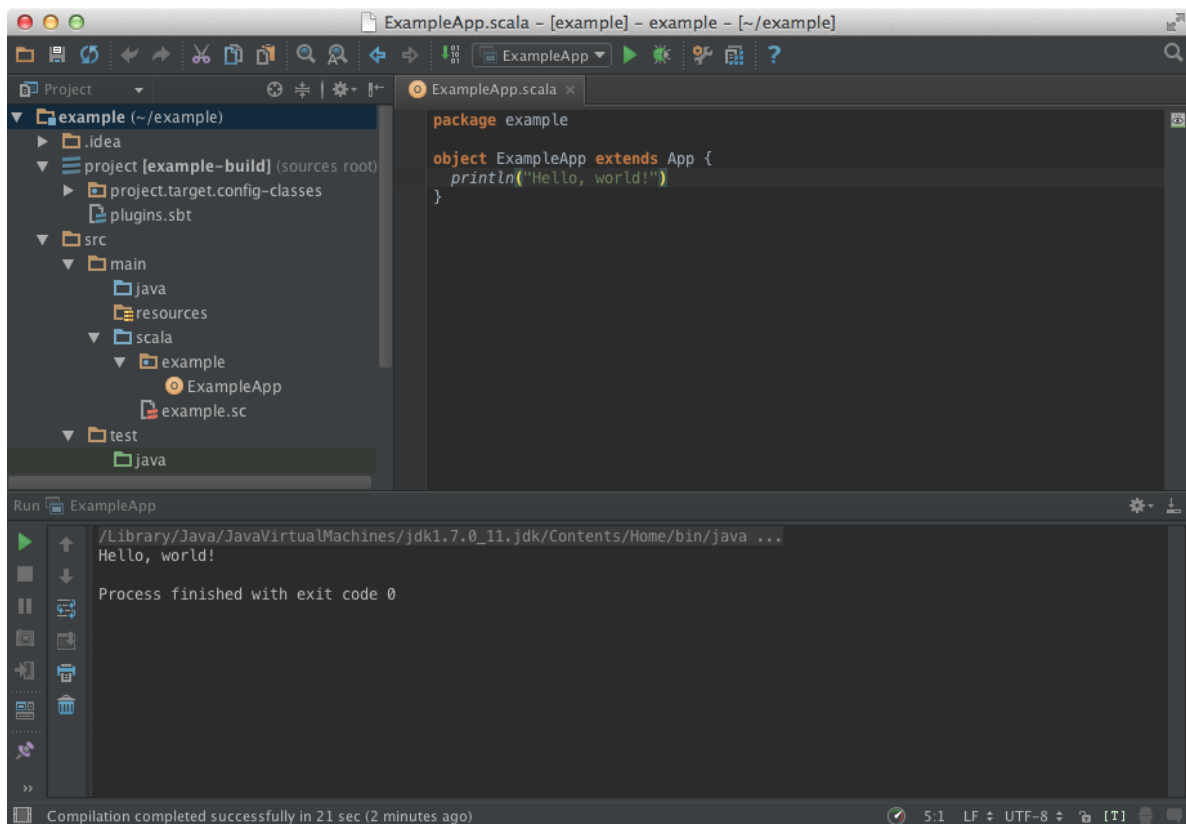 ExampleApp.scala – [example] – example – [~/example]
ExampleApp
?
Project
ExampleApp.scala
example (~/example)
.idea
project [example-build] (sources root)
project.target.config-classes
plugins.sbt
src
main
java
resources
scala
example
ExampleApp
example.sc
test
java
package example
object ExampleApp extends App {
println("Hello, world!")
}
Run ExampleApp
/Library/Java/JavaVirtualMachines/jdk1.7.0_11.jdk/Contents/Home/bin/java ...
Hello, world!
Process finished with exit code 0
Compilation completed successfully in 21 sec (2 minutes ago)
5:1 LF UTF-8 [T]